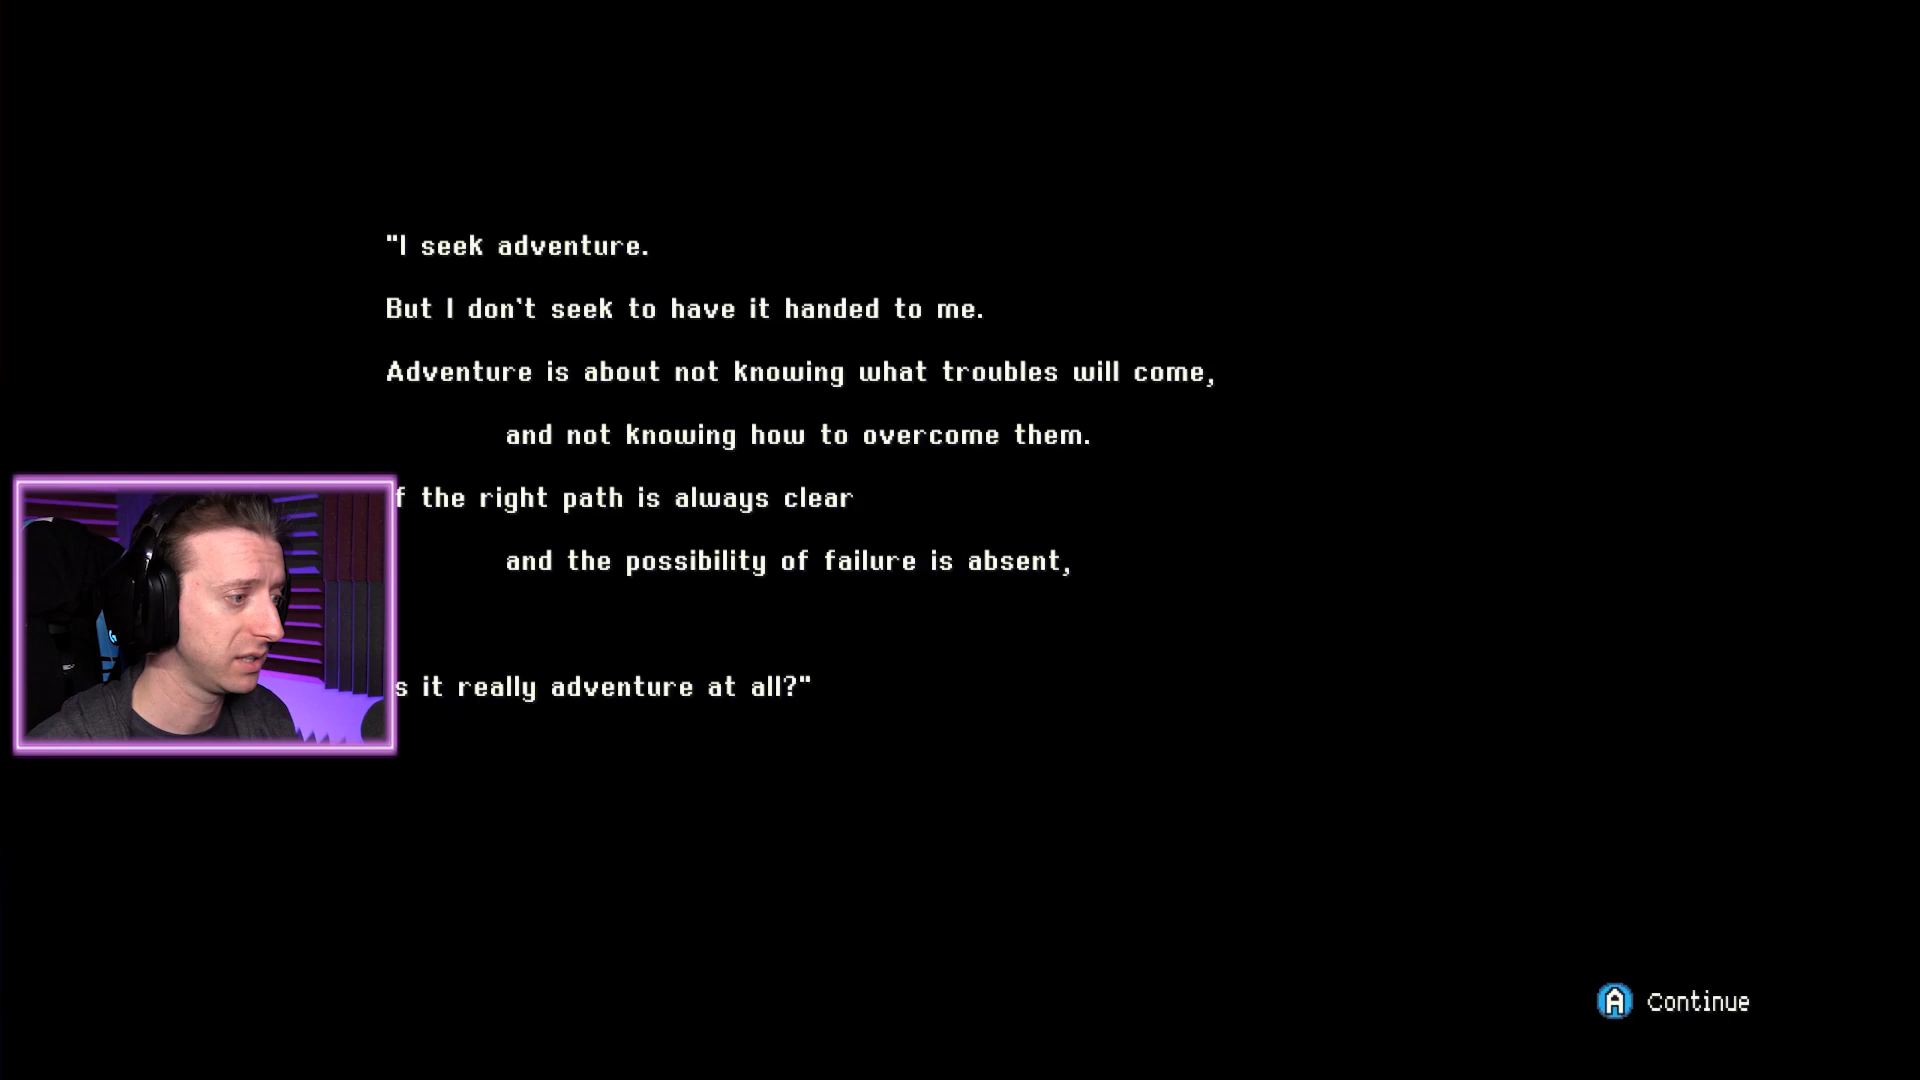 "I seek adventure.
But I don't seek to have it handed to me.
Adventure is about not knowing what troubles will come,
and not knowing how to overcome them.
f the right path is always clear
and the possibility of failure is absent,
s it really adventure at all?"
A Continue